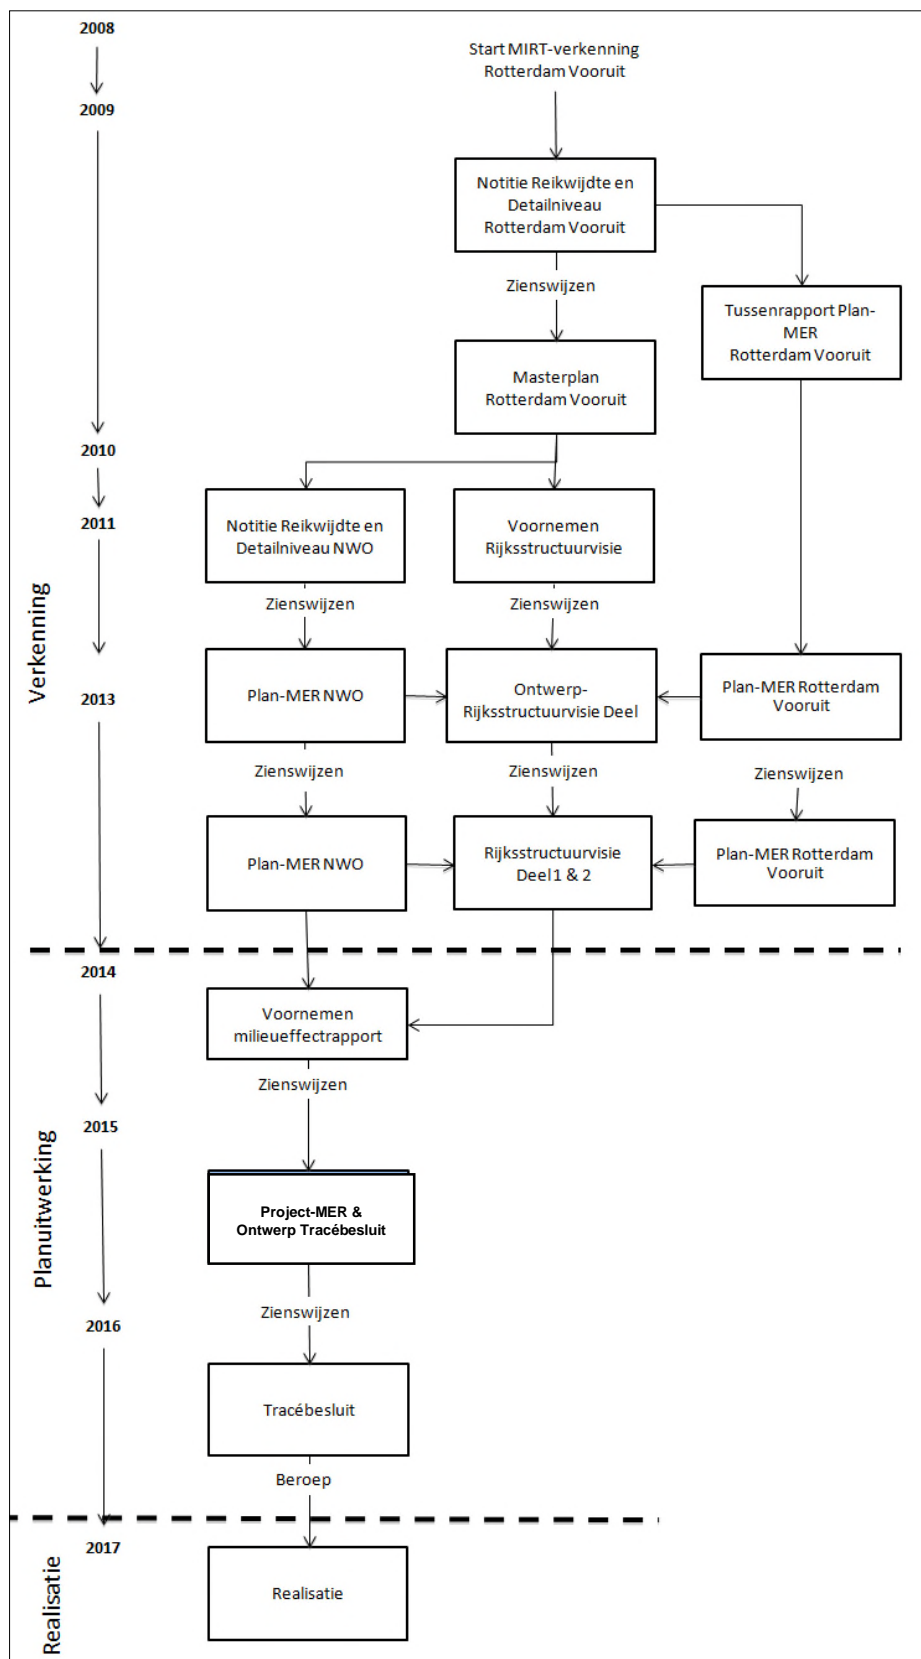 2008
Start MIRT-verkenning
Rotterdam Vooruit
2009
Notitie Reikwijdte en
Detailniveau
Rotterdam Vooruit
Zienswijzen
Tussenrapport Plan-
MER
Rotterdam Vooruit
Masterplan
Rotterdam Vooruit
2010
2011
Notitie Reikwijdte en
Detailniveau NWO
Voornemen
Rijksstructuurvisie
Zienswijzen
Zienswijzen
Verkenning
2013
Plan-MER NWO
Ontwerp-
Rijksstructuurvisie Deel
Plan-MER Rotterdam
Vooruit
Zienswijzen
Zienswijzen
Zienswijzen
Plan-MER NWO
Rijksstructuurvisie
Deel 1 & 2
Plan-MER Rotterdam
Vooruit
2014
Voornemen
milieueffectrapport
Zienswijzen
2015
Planuitwerking
Project-MER &
Ontwerp Tracébesluit
Zienswijzen
2016
Tracébesluit
Beroep
2017
Realisatie
Realisatie